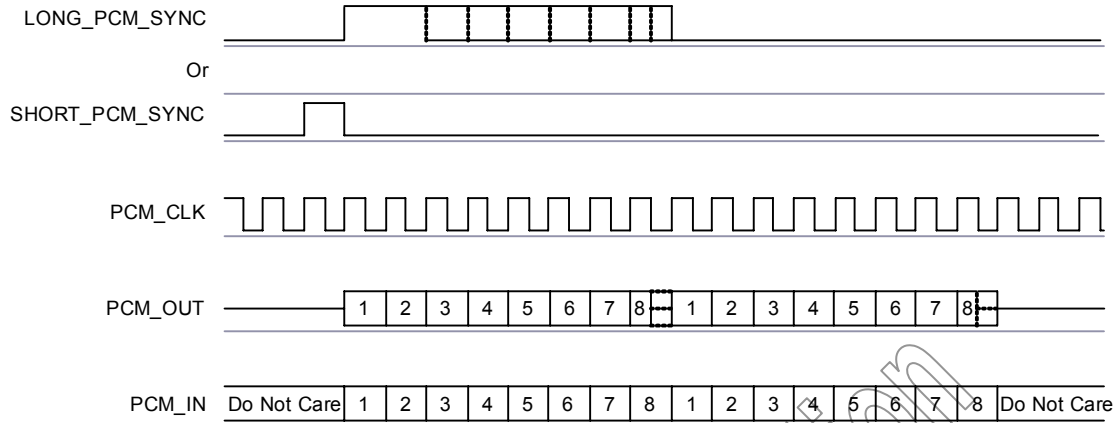 LONG_PCM_SYNC
Or
SHORT_PCM_SYNC
PCM_CLK
PCM_OUT 1 2 3 4 5 6 7 8 1 2 3 4 5 6 7 8
PCM_IN Do Not Care 1 2 3 4 5 6 7 8 1 2 3 4 5 6 7 8 Do Not Care